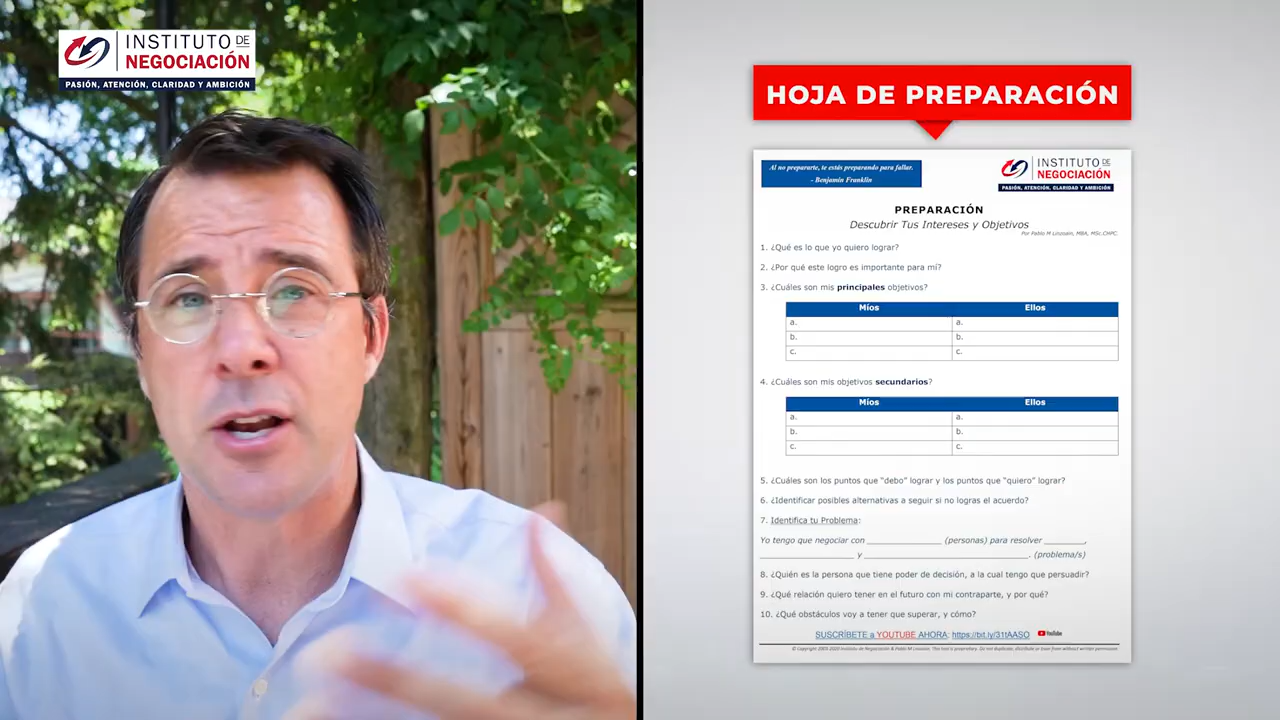 INSTITUTO DE
NEGOCIACIÓN
PASIÓN, ATENCIÓN, CLARIDAD Y AMBICIÓN
HOJA DE PREPARACIÓN
Al no prepararte, te estás preparando para fallar.
- Benjamin Franklin
INSTITUTO DE
NEGOCIACIÓN
PASIÓN, ATENCIÓN, CLARIDAD Y AMBICIÓN
PREPARACIÓN
Descubrir Tus Intereses y Objetivos
Por Pablo M Linzoain, MBA, MSc.CHPC.
1. ¿Qué es lo que yo quiero lograr?
2. ¿Por qué este logro es importante para mí?
3. ¿Cuáles son mis principales objetivos?
Míos Ellos
a. a.
b. b.
c. c.
4. ¿Cuáles son mis objetivos secundarios?
Míos Ellos
a. a.
b. b.
c. c.
5. ¿Cuáles son los puntos que "debo" lograr y los puntos que "quiero" lograr?
6. ¿Identificar posibles alternativas a seguir si no logras el acuerdo?
7. Identifica tu Problema:
Yo tengo que negociar con ______________ (personas) para resolver ________,
__________________ y ________________________________. (problema/s)
8. ¿Quién es la persona que tiene poder de decisión, a la cual tengo que persuadir?
9. ¿Qué relación quiero tener en el futuro con mi contraparte, y por qué?
10. ¿Qué obstáculos voy a tener que superar, y cómo?
SUSCRÍBETE a YOUTUBE AHORA: https://bit.ly/31tAASO YouTube